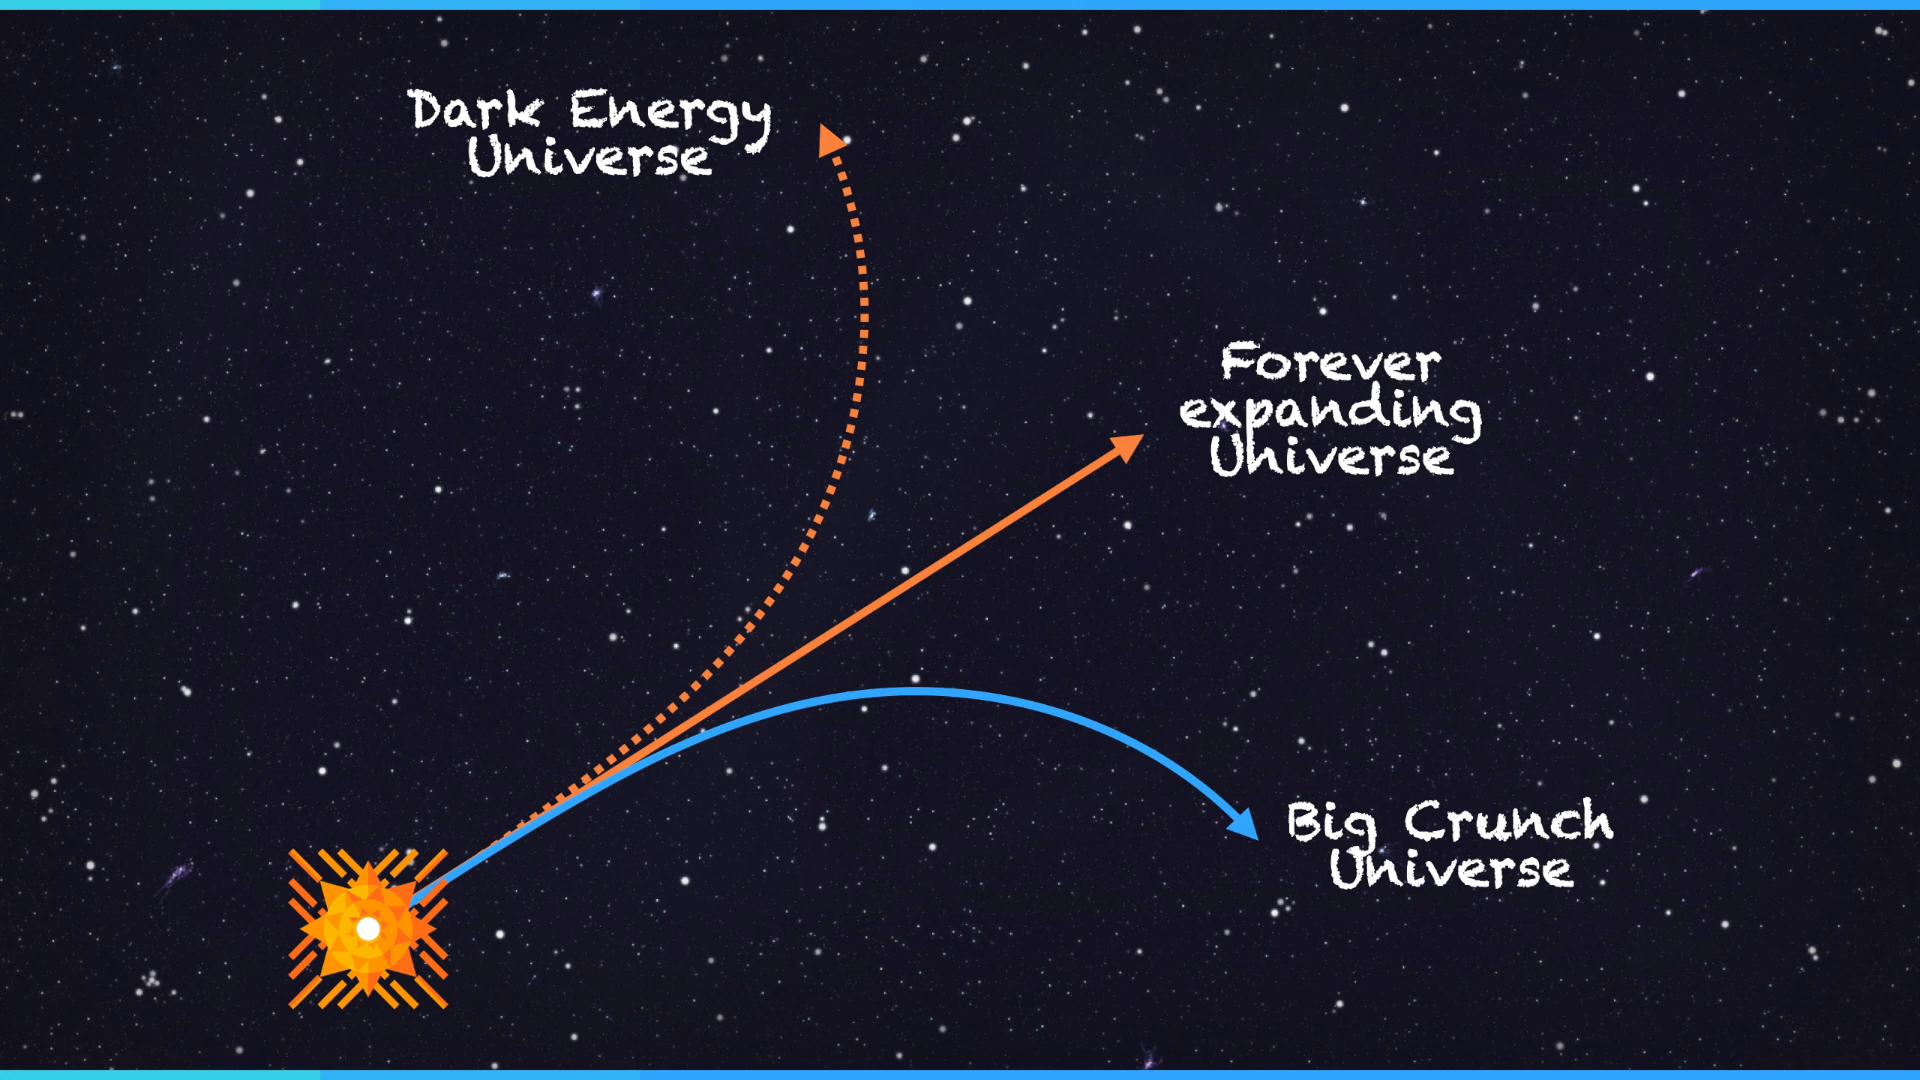 Dark Energy
Universe
Forever
expanding
Universe
Big Crunch
Universe